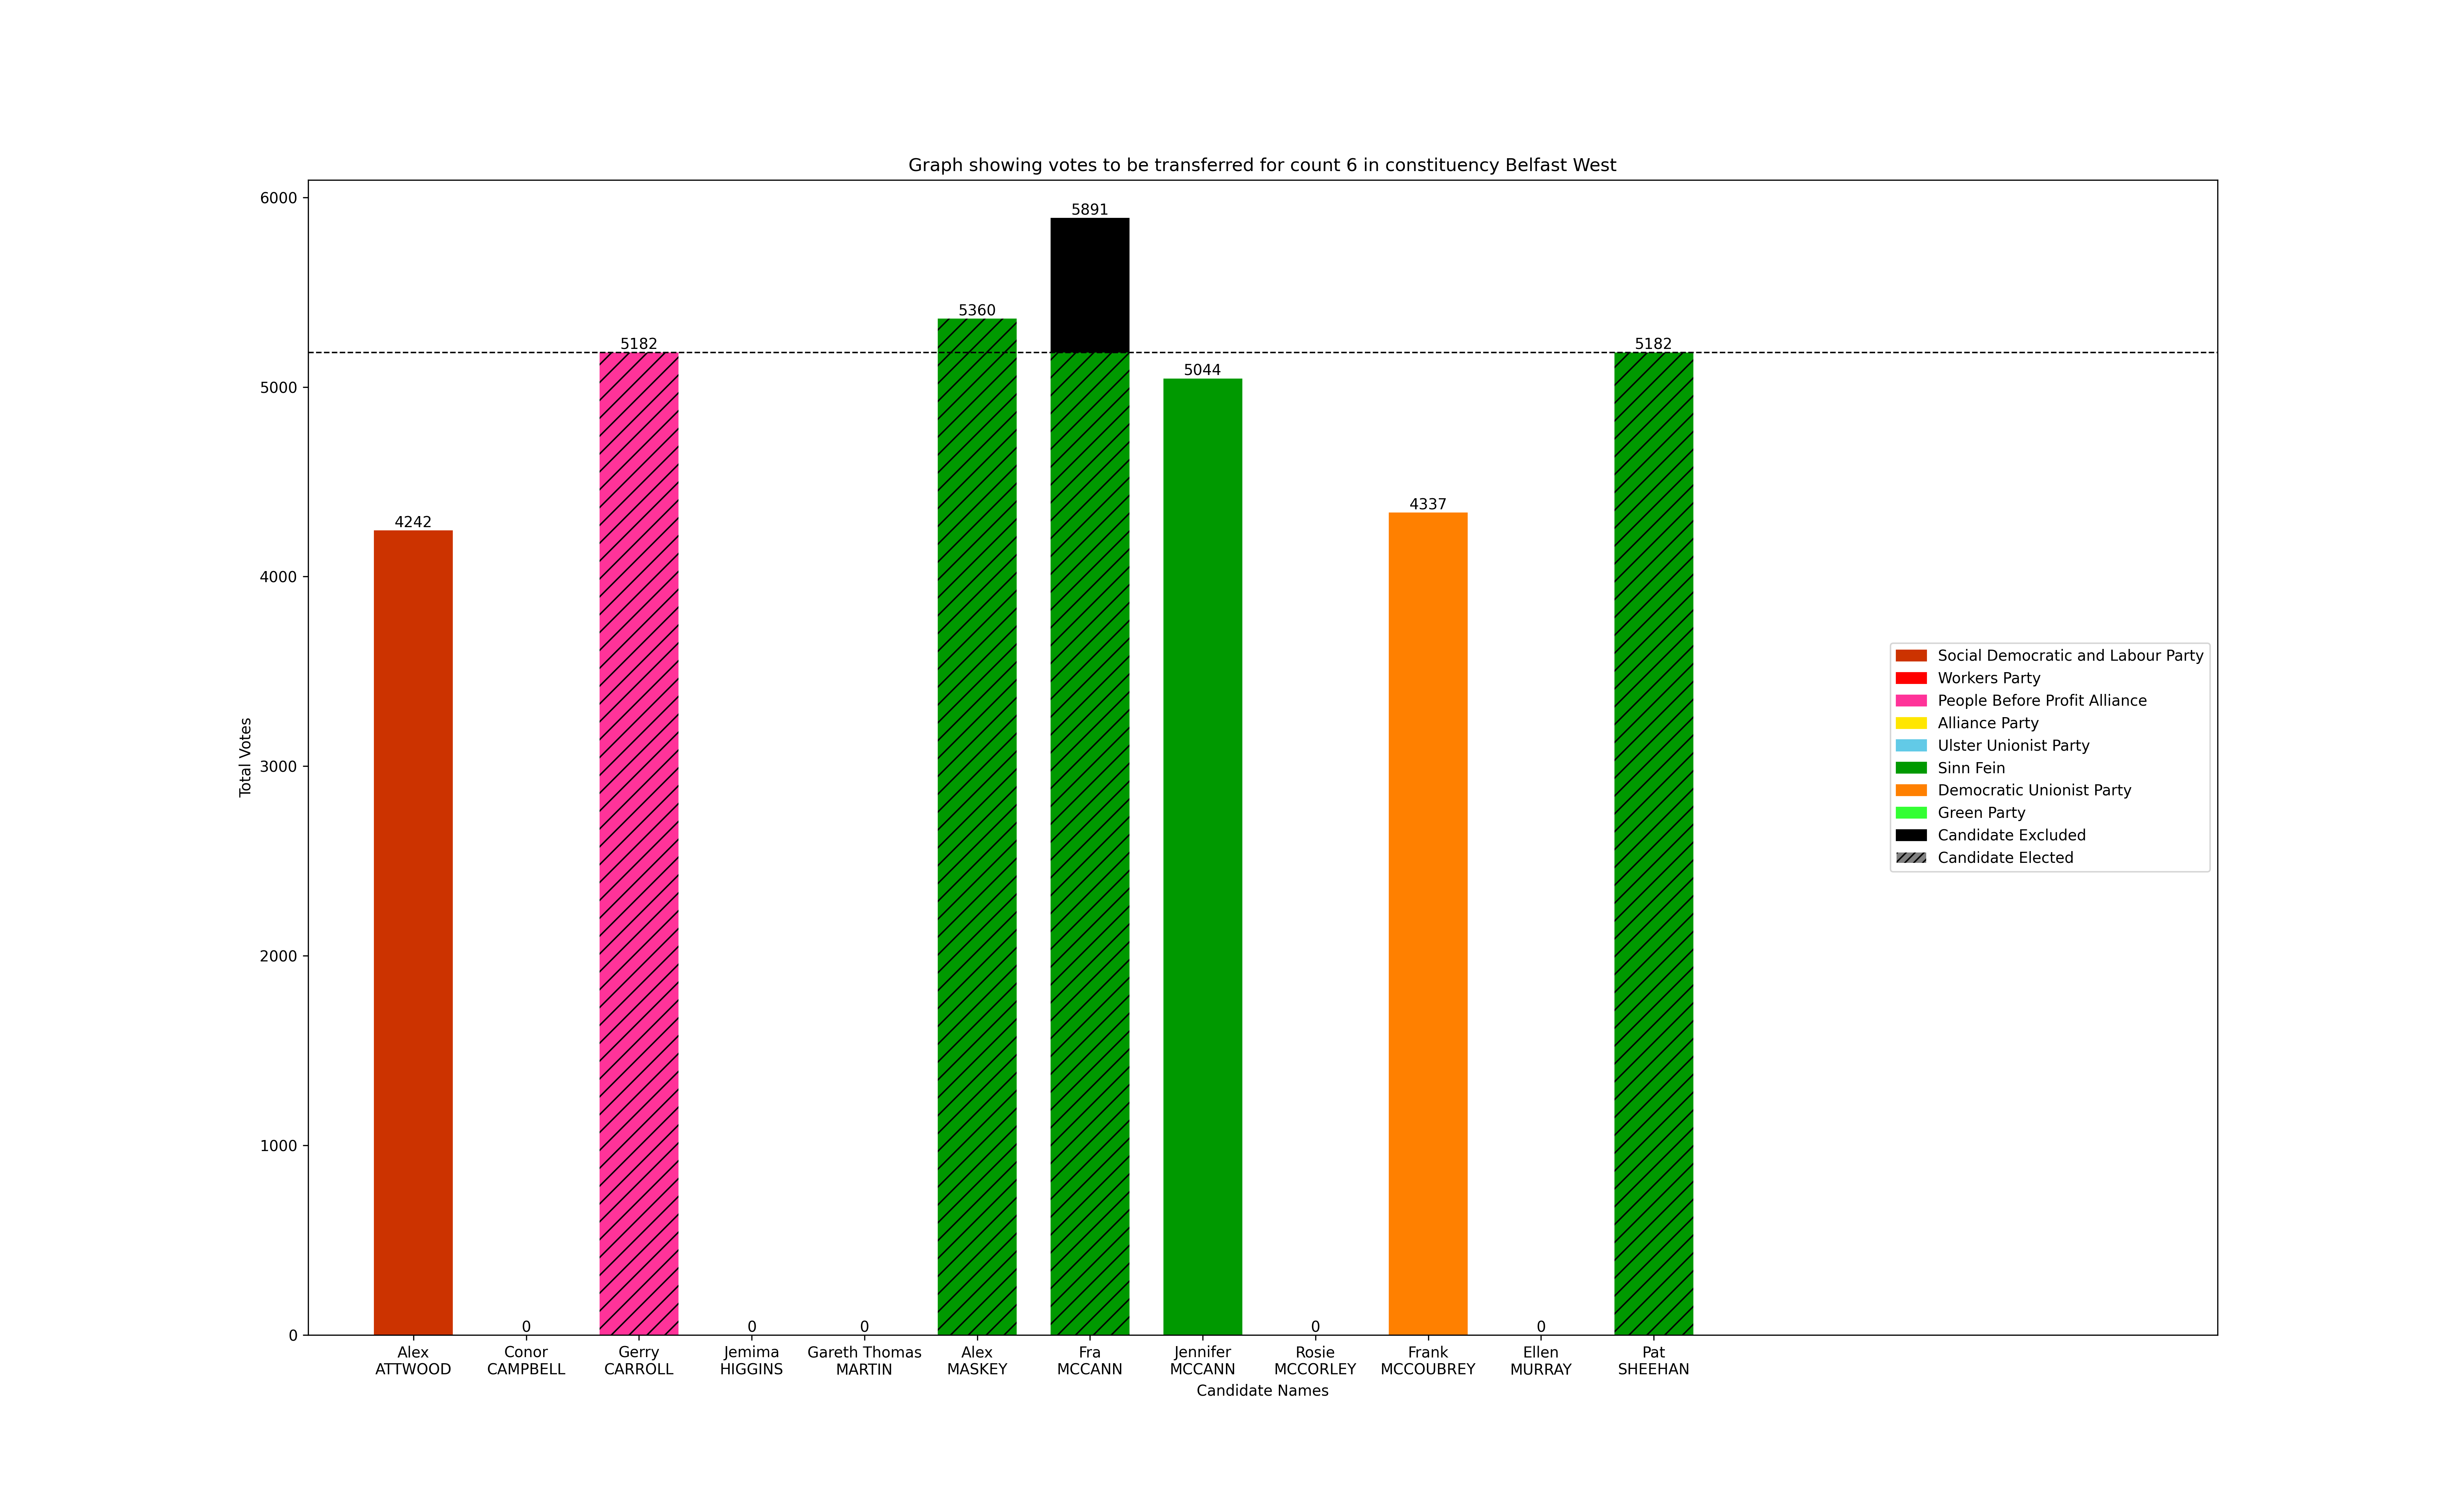 Graph showing votes to be transferred for count 6 in constituency Belfast West
6000
5000
4000
3000
2000
1000
0
Total Votes
4242
0
5182
0
0
5360
5891
5044
0
4337
0
5182
Alex
ATTWOOD
Conor
CAMPBELL
Gerry
CARROLL
Jemima
HIGGINS
Gareth Thomas
MARTIN
Alex
MASKEY
Fra
MCCANN
Jennifer
MCCANN
Rosie
MCCORLEY
Frank
MCCOUBREY
Ellen
MURRAY
Pat
SHEEHAN
Candidate Names
Social Democratic and Labour Party
Workers Party
People Before Profit Alliance
Alliance Party
Ulster Unionist Party
Sinn Fein
Democratic Unionist Party
Green Party
Candidate Excluded
Candidate Elected